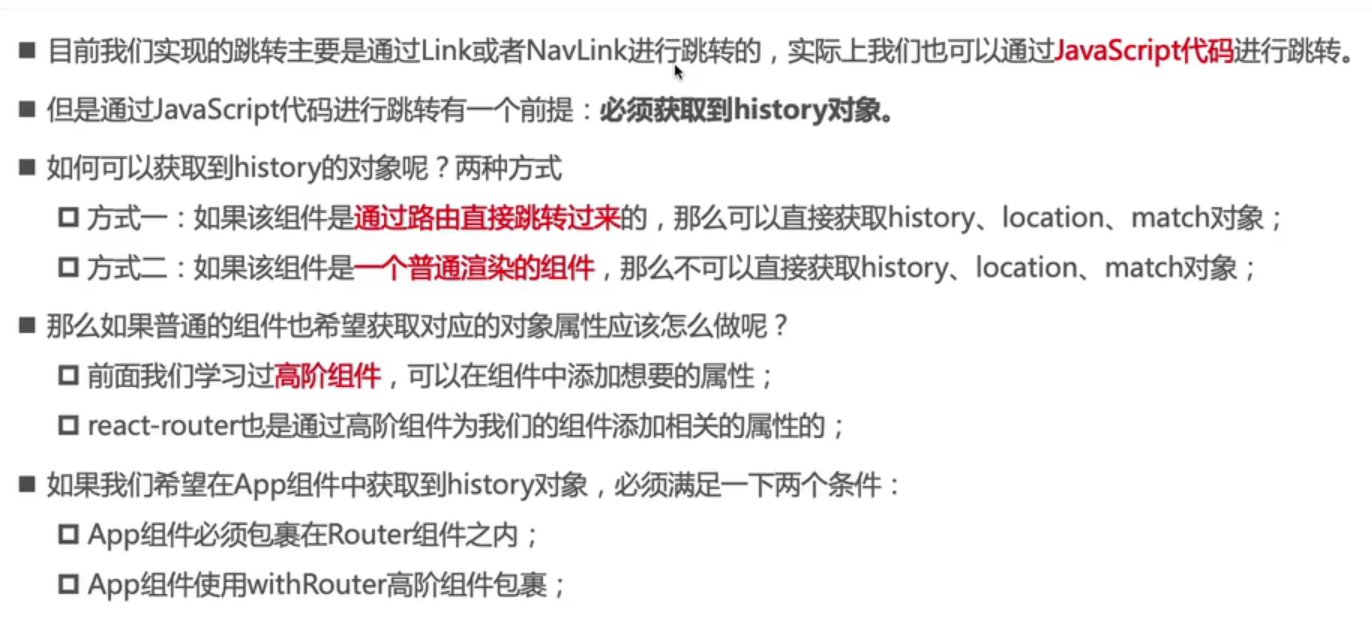 ■ 目前我们实现的跳转主要是通过Link或者NavLink进行跳转的，实际上我们也可以通过JavaScript代码进行跳转。
■ 但是通过JavaScript代码进行跳转有一个前提：必须获取到history对象。
■ 如何可以获取到history的对象呢？两种方式
方式一：如果该组件是通过路由直接跳转过来的，那么可以直接获取history、location、match对象；
方式二：如果该组件是一个普通渲染的组件，那么不可以直接获取history、location、match对象；
■ 那么如果普通的组件也希望获取对应的对象属性应该怎么做呢？
前面我们学习过高阶组件，可以在组件中添加想要的属性；
react-router也是通过高阶组件为我们的组件添加相关的属性的；
■ 如果我们希望在App组件中获取到history对象，必须满足一下两个条件：
App组件必须包裹在Router组件之内；
App组件使用withRouter高阶组件包裹；